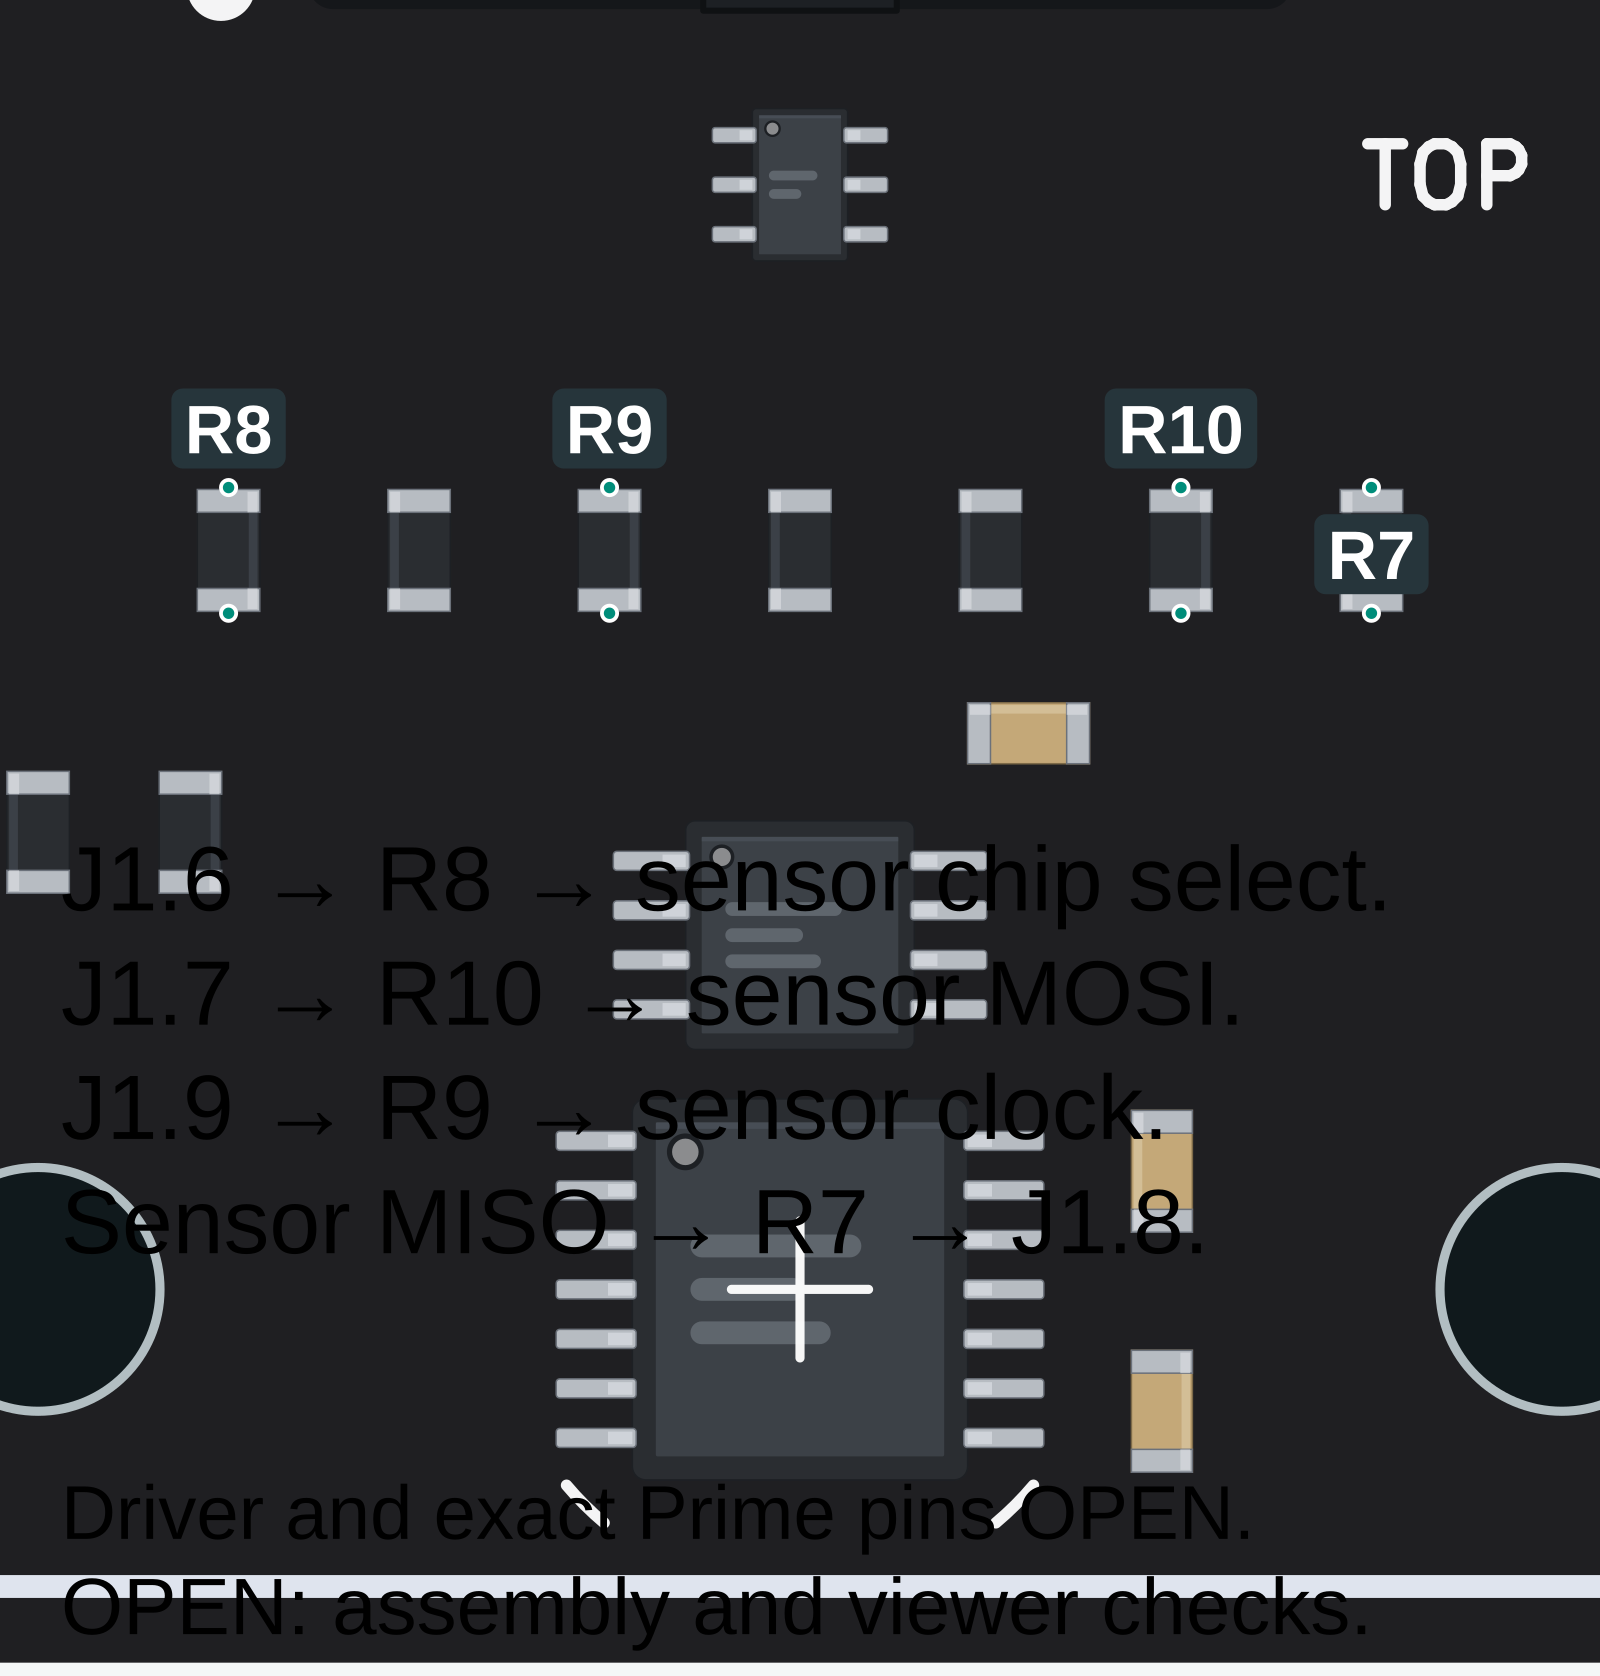 TOP
R8 R9 R10
R7
J1.6 → R8 → sensor chip select.
J1.7 → R10 → sensor MOSI.
J1.9 → R9 → sensor clock.
Sensor MISO → R7 → J1.8.
Driver and exact Prime pins OPEN.
OPEN: assembly and viewer checks.